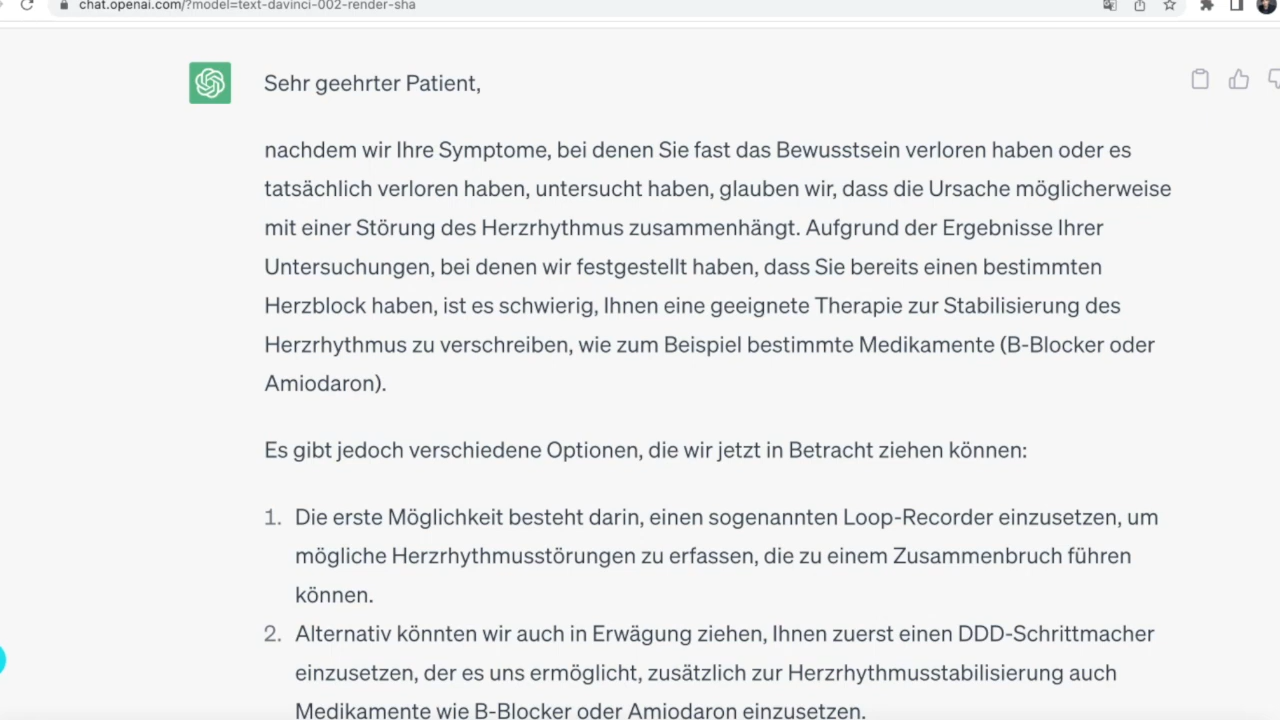 chat.openai.com/?model=text-davinci-002-render-sha
Sehr geehrter Patient,
nachdem wir Ihre Symptome, bei denen Sie fast das Bewusstsein verloren haben oder es
tatsächlich verloren haben, untersucht haben, glauben wir, dass die Ursache möglicherweise
mit einer Störung des Herzrhythmus zusammenhängt. Aufgrund der Ergebnisse Ihrer
Untersuchungen, bei denen wir festgestellt haben, dass Sie bereits einen bestimmten
Herzblock haben, ist es schwierig, Ihnen eine geeignete Therapie zur Stabilisierung des
Herzrhythmus zu verschreiben, wie zum Beispiel bestimmte Medikamente (B-Blocker oder
Amiodaron).
Es gibt jedoch verschiedene Optionen, die wir jetzt in Betracht ziehen können:
1. Die erste Möglichkeit besteht darin, einen sogenannten Loop-Recorder einzusetzen, um
mögliche Herzrhythmusstörungen zu erfassen, die zu einem Zusammenbruch führen
können.
2. Alternativ könnten wir auch in Erwägung ziehen, Ihnen zuerst einen DDD-Schrittmacher
einzusetzen, der es uns ermöglicht, zusätzlich zur Herzrhythmusstabilisierung auch
Medikamente wie B-Blocker oder Amiodaron einzusetzen.